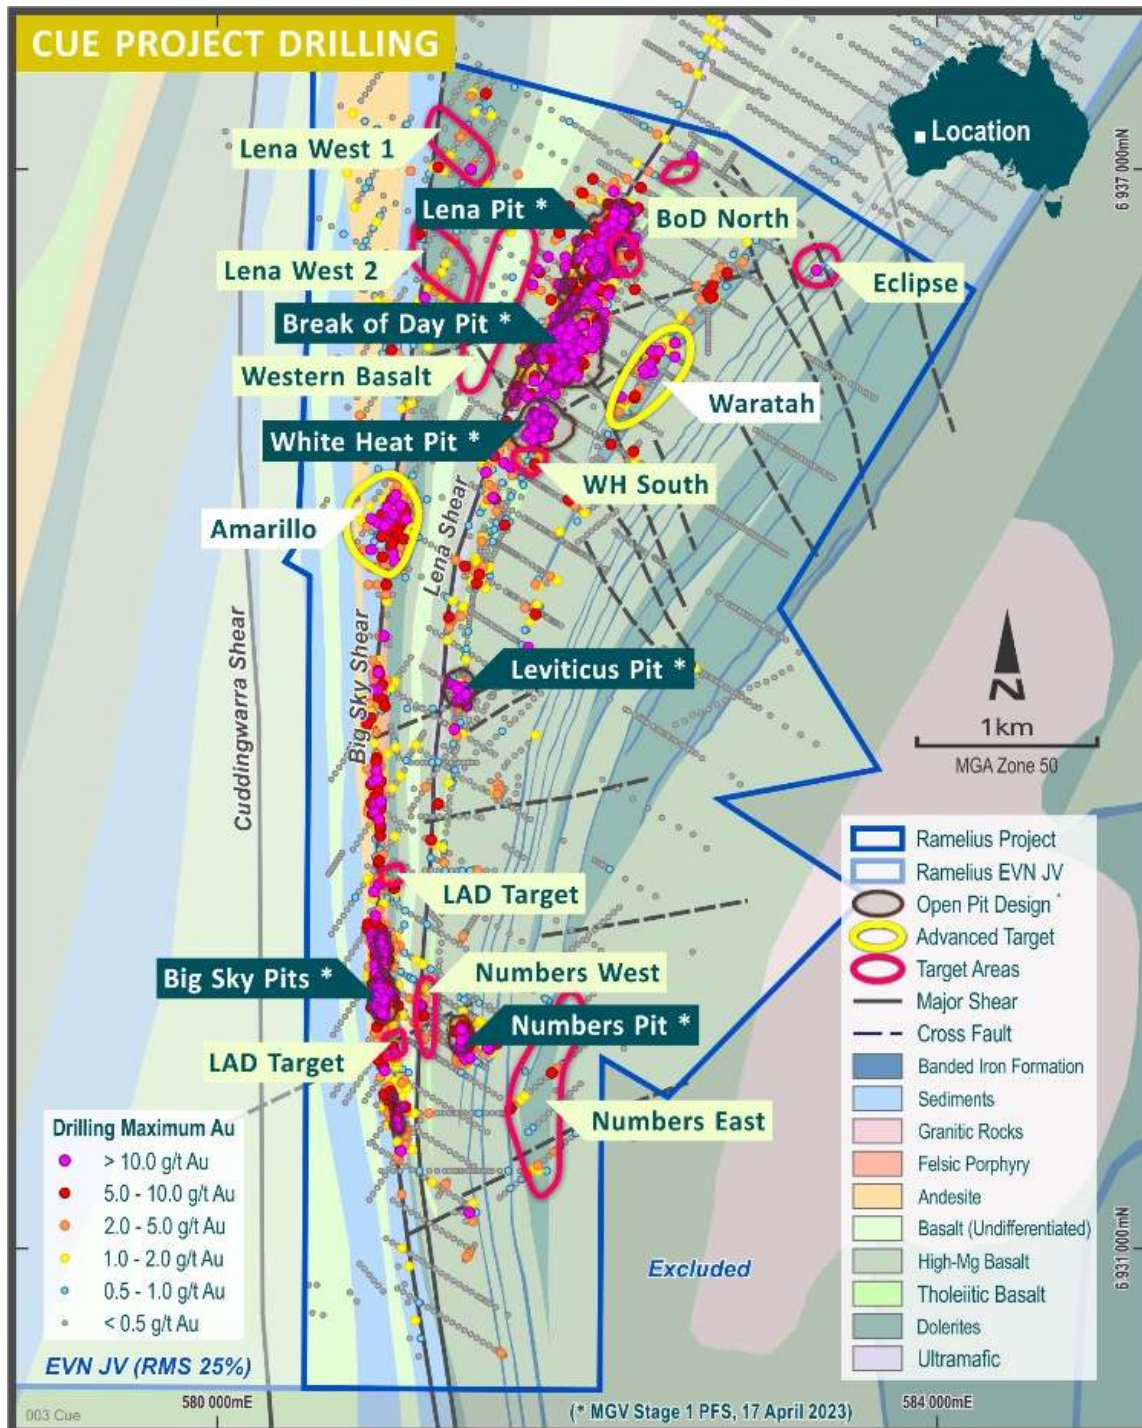 CUE PROJECT DRILLING
Location
6 937 000mN
Lena West 1
Lena Pit *
BoD North
Lena West 2
Eclipse
Break of Day Pit *
Western Basalt
Waratah
White Heat Pit *
WH South
Amarillo
Lena Shear
Cuddingwarra Shear
Big Sky Shear
Leviticus Pit *
N
1km
MGA Zone 50
LAD Target
Big Sky Pits *
Numbers West
Numbers Pit *
LAD Target
Numbers East
Ramelius Project
Ramelius EVN JV
Open Pit Design *
Advanced Target
Target Areas
Major Shear
Cross Fault
Banded Iron Formation
Sediments
Granitic Rocks
Felsic Porphyry
Andesite
Basalt (Undifferentiated)
High-Mg Basalt
Tholeiitic Basalt
Dolerites
Ultramafic
Drilling Maximum Au
> 10.0 g/t Au
5.0 - 10.0 g/t Au
2.0 - 5.0 g/t Au
1.0 - 2.0 g/t Au
0.5 - 1.0 g/t Au
< 0.5 g/t Au
Excluded
6 931 000mN
EVN JV (RMS 25%)
580 000mE
584 000mE
003 Cue
(* MGV Stage 1 PFS, 17 April 2023)